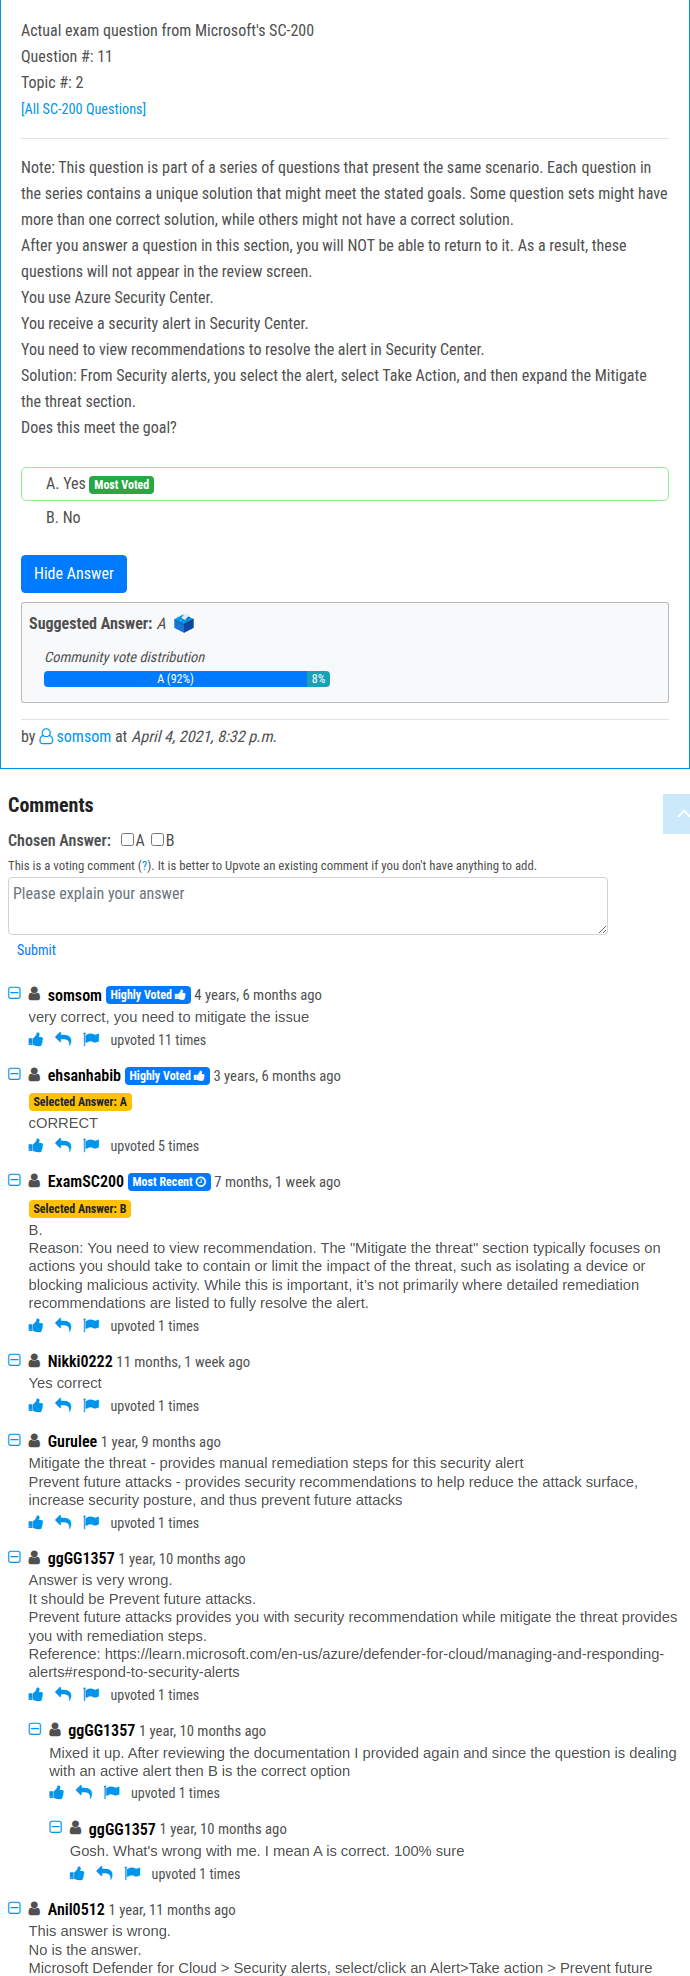 Actual exam question from Microsoft's SC-200
Question #: 11
Topic #: 2
[All SC-200 Questions]
Note: This question is part of a series of questions that present the same scenario. Each question in
the series contains a unique solution that might meet the stated goals. Some question sets might have
more than one correct solution, while others might not have a correct solution.
After you answer a question in this section, you will NOT be able to return to it. As a result, these
questions will not appear in the review screen.
You use Azure Security Center.
You receive a security alert in Security Center.
You need to view recommendations to resolve the alert in Security Center.
Solution: From Security alerts, you select the alert, select Take Action, and then expand the Mitigate
the threat section.
Does this meet the goal?
A. Yes Most Voted
B. No
Hide Answer
Suggested Answer: A
Community vote distribution
A (92%) 8%
by somsom at April 4, 2021, 8:32 p.m.
Comments
Chosen Answer: A B
This is a voting comment (?). It is better to Upvote an existing comment if you don't have anything to add.
Please explain your answer
Submit
somsom Highly Voted 4 years, 6 months ago
very correct, you need to mitigate the issue
upvoted 11 times
ehsanhabib Highly Voted 3 years, 6 months ago
Selected Answer: A
cORRECT
upvoted 5 times
ExamSC200 Most Recent 7 months, 1 week ago
Selected Answer: B
B.
Reason: You need to view recommendation. The "Mitigate the threat" section typically focuses on
actions you should take to contain or limit the impact of the threat, such as isolating a device or
blocking malicious activity. While this is important, it's not primarily where detailed remediation
recommendations are listed to fully resolve the alert.
upvoted 1 times
Nikki0222 11 months, 1 week ago
Yes correct
upvoted 1 times
Gurulee 1 year, 9 months ago
Mitigate the threat - provides manual remediation steps for this security alert
Prevent future attacks - provides security recommendations to help reduce the attack surface,
increase security posture, and thus prevent future attacks
upvoted 1 times
ggGG1357 1 year, 10 months ago
Answer is very wrong.
It should be Prevent future attacks.
Prevent future attacks provides you with security recommendation while mitigate the threat provides
you with remediation steps.
Reference: https://learn.microsoft.com/en-us/azure/defender-for-cloud/managing-and-responding-
alerts#respond-to-security-alerts
upvoted 1 times
ggGG1357 1 year, 10 months ago
Mixed it up. After reviewing the documentation I provided again and since the question is dealing
with an active alert then B is the correct option
upvoted 1 times
ggGG1357 1 year, 10 months ago
Gosh. What's wrong with me. I mean A is correct. 100% sure
upvoted 1 times
Anil0512 1 year, 11 months ago
This answer is wrong.
No is the answer.
Microsoft Defender for Cloud > Security alerts, select/click an Alert>Take action > Prevent future